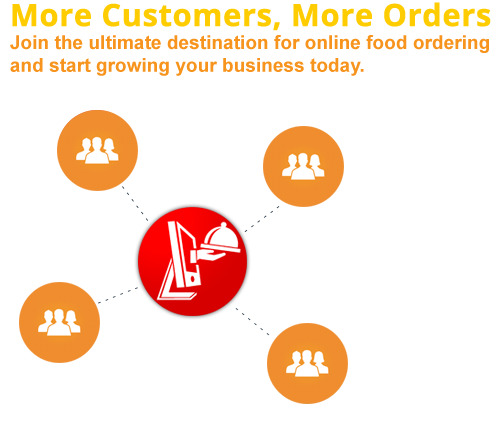 More Customers, More Orders
Join the ultimate destination for online food ordering
and start growing your business today.